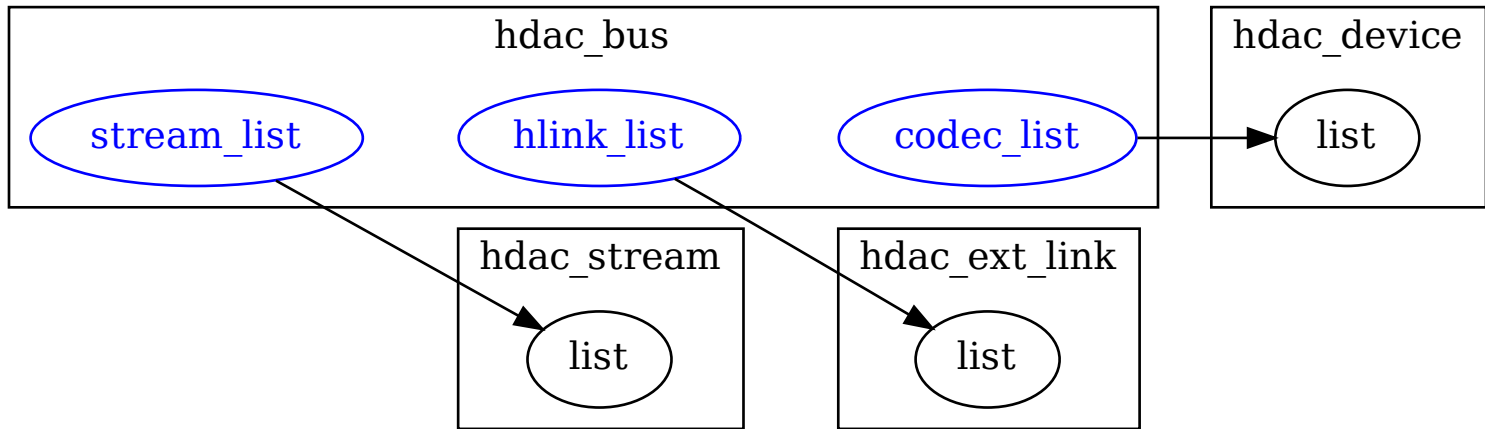 hdac_bus
hdac_device
stream_list
hlink_list
codec_list
list
hdac_stream
hdac_ext_link
list
list